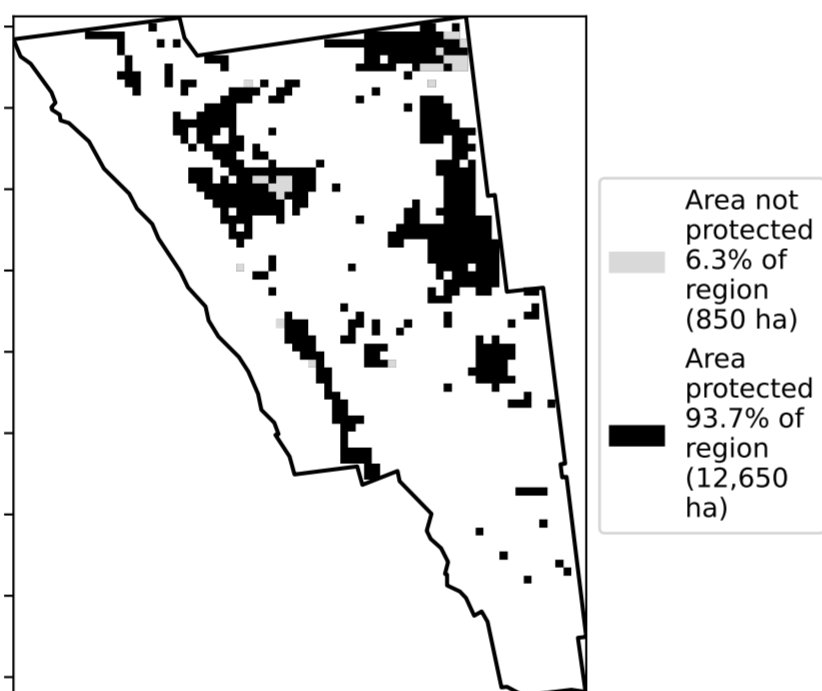 Area not
protected
6.3% of
region
(850 ha)
Area
protected
93.7% of
region
(12,650
ha)